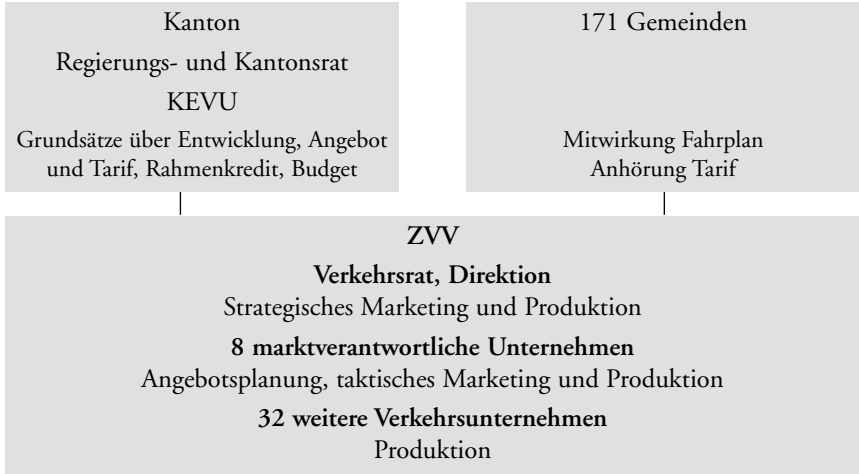 Kanton
Regierungs- und Kantonsrat
KEVU
Grundsätze über Entwicklung, Angebot
und Tarif, Rahmenkredit, Budget
171 Gemeinden
Mitwirkung Fahrplan
Anhörung Tarif
ZVV
Verkehrsrat, Direktion
Strategisches Marketing und Produktion
8 marktverantwortliche Unternehmen
Angebotsplanung, taktisches Marketing und Produktion
32 weitere Verkehrsunternehmen
Produktion